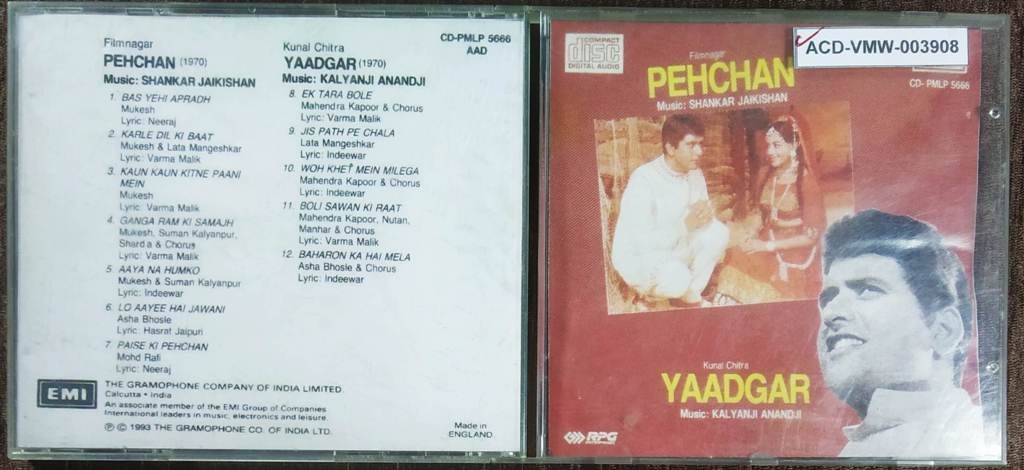 Filmnagar
PEHCHAN (1970)
Music: SHANKAR JAIKISHAN
1. BAS YEHI APRADH
Mukesh
Lyric: Neeraj
2. KARLE DIL KI BAAT
Mukesh & Lata Mangeshkar
Lyric: Varma Malik
3. KAUN KAUN KITNE PAANI
MEIN
Mukesh
Lyric: Varma Malik
4. GANGA RAM KI SAMAJH
Mukesh, Suman Kalyanpur,
Sharda & Chorus
Lyric: Varma Malik
5. AAYA NA HUMKO
Mukesh & Suman Kalyanpur
Lyric: Indeewar
6. LO AAYEE HAI JAWANI
Asha Bhosle
Lyric: Hasrat Jaipuri
7. PAISE KI PEHCHAN
Mohd Rafi
Lyric: Neeraj
CD-PMLP 5666
AAD
Kunal Chitra
YAADGAR (1970)
Music: KALYANJI ANANDJI
8. EK TARA BOLE
Mahendra Kapoor & Chorus
Lyric: Varma Malik
9. JIS PATH PE CHALA
Lata Mangeshkar
Lyric: Indeewar
10. WOH KHET MEIN MILEGA
Mahendra Kapoor & Chorus
Lyric: Indeewar
11. BOLI SAWAN KI RAAT
Mahendra Kapoor, Nutan,
Manhar & Chorus
Lyric: Varma Malik
12. BAHARON KA HAI MELA
Asha Bhosle & Chorus
Lyric: Indeewar
EMI
THE GRAMOPHONE COMPANY OF INDIA LIMITED
Calcutta • India
An associate member of the EMI Group of Companies
International leaders in music, electronics and leisure.
℗ © 1993 THE GRAMOPHONE CO. OF INDIA LTD.
Made in
ENGLAND.
COMPACT
disc
DIGITAL AUDIO
ACD-VMW-003908
CD- PMLP 5666
Filmnagar
PEHCHAN
Music: SHANKAR JAIKISHAN
Kunal Chitra
YAADGAR
Music: KALYANJI ANANDJI
RPG